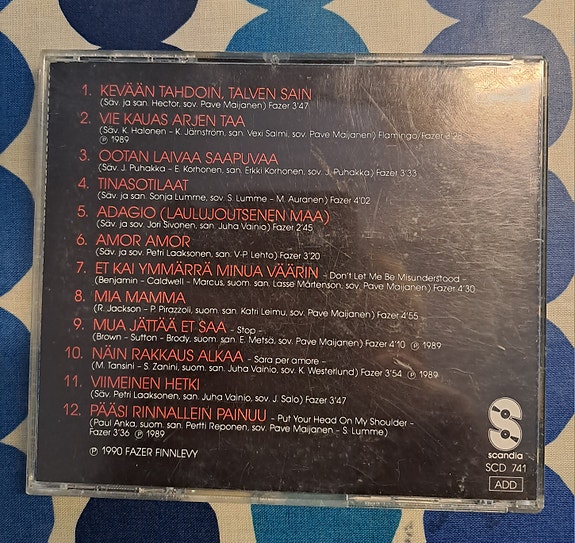 1. KEVÄÄN TAHDOIN, TALVEN SAIN
(Säv. ja san. Hector, sov. Pave Maijanen) Fazer 3'47
2. VIE KAUAS ARJEN TAA
(Säv. K. Halonen - K. Järnström, san. Vexi Salmi, sov. Pave Maijanen) Flamingo/Fazer 3'28
℗ 1989
3. OOTAN LAIVAA SAAPUVAA
(Säv. J. Puhakka - E. Korhonen, san. Erkki Korhonen, sov. J. Puhakka) Fazer 3'33
4. TINASOTILAAT
(Säv. ja san. Sonja Lumme, sov. S. Lumme - M. Auranen) Fazer 4'02
5. ADAGIO (LAULUJOUTSENEN MAA)
(Säv. ja sov. Jori Sivonen, san. Juha Vainio) Fazer 2'45
6. AMOR AMOR
(Säv. ja sov. Petri Laaksonen, san. V-P. Lehto) Fazer 3'20
7. ET KAI YMMÄRRÄ MINUA VÄÄRIN - Don't Let Me Be Misunderstood -
(Benjamin - Caldwell - Marcus, suom. san. Lasse Mårtenson, sov. Pave Maijanen) Fazer 4'30
8. MIA MAMMA
(R. Jackson - P. Pirazzoli, suom. san. Katri Leimu, sov. Pave Maijanen) Fazer 4'55
9. MUA JÄTTÄÄ ET SAA - Stop -
(Brown - Sutton - Brody, suom. san. E. Metsä, sov. Pave Maijanen) Fazer 4'10 ℗ 1989
10. NÄIN RAKKAUS ALKAA - Sara per amore -
(M. Tansini - S. Zanini, suom. san. Juha Vainio, sov. K. Westerlund) Fazer 3'54 ℗ 1989
11. VIIMEINEN HETKI
(Säv. Petri Laaksonen, san. Juha Vainio, sov. J. Salo) Fazer 3'47
12. PÄÄSI RINNALLEIN PAINUU - Put Your Head On My Shoulder -
(Paul Anka, suom. san. Pertti Reponen, sov. Pave Maijanen - S. Lumme)
Fazer 3'36 ℗ 1989
℗ 1990 FAZER FINNLEVY
scandia
SCD 741
ADD